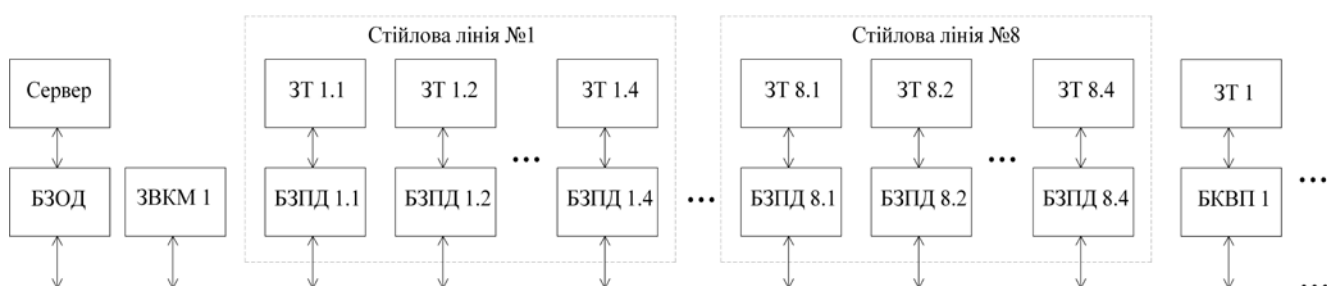 Стійлова лінія №1
Стійлова лінія №8
Сервер
ЗТ 1.1
ЗТ 1.2
ЗТ 1.4
ЗТ 8.1
ЗТ 8.2
ЗТ 8.4
ЗТ 1
...
...
БЗОД
ЗВКМ 1
БЗПД 1.1
БЗПД 1.2
БЗПД 1.4
...
БЗПД 8.1
БЗПД 8.2
БЗПД 8.4
БКВП 1
...
...